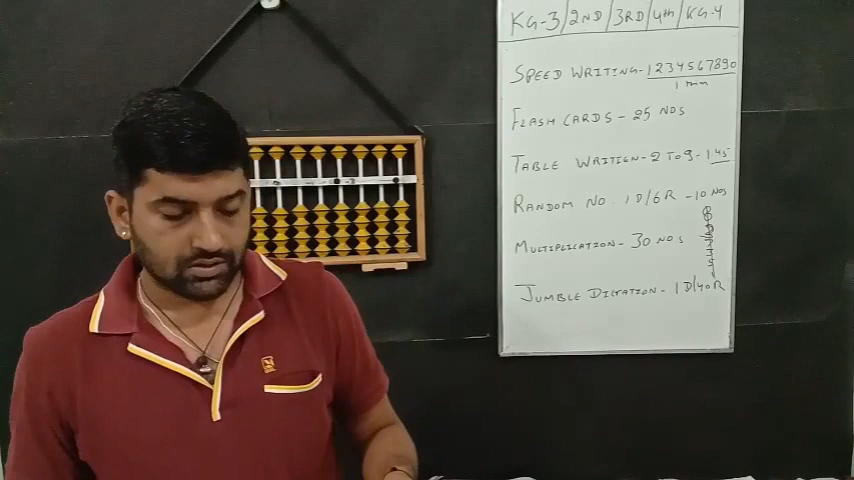 KG-3/2ND/3RD/4TH/KG-4
SPEED WRITING-1234567890
1 min
FLASH CARDS - 25 NOS
TABLE WRITING - 2 TO 9 - 1.45
RANDOM NO. 1D/6R - 10 NOS
MULTIPLICATION - 30 NOS
JUMBLE DICTATION - 1D/40R